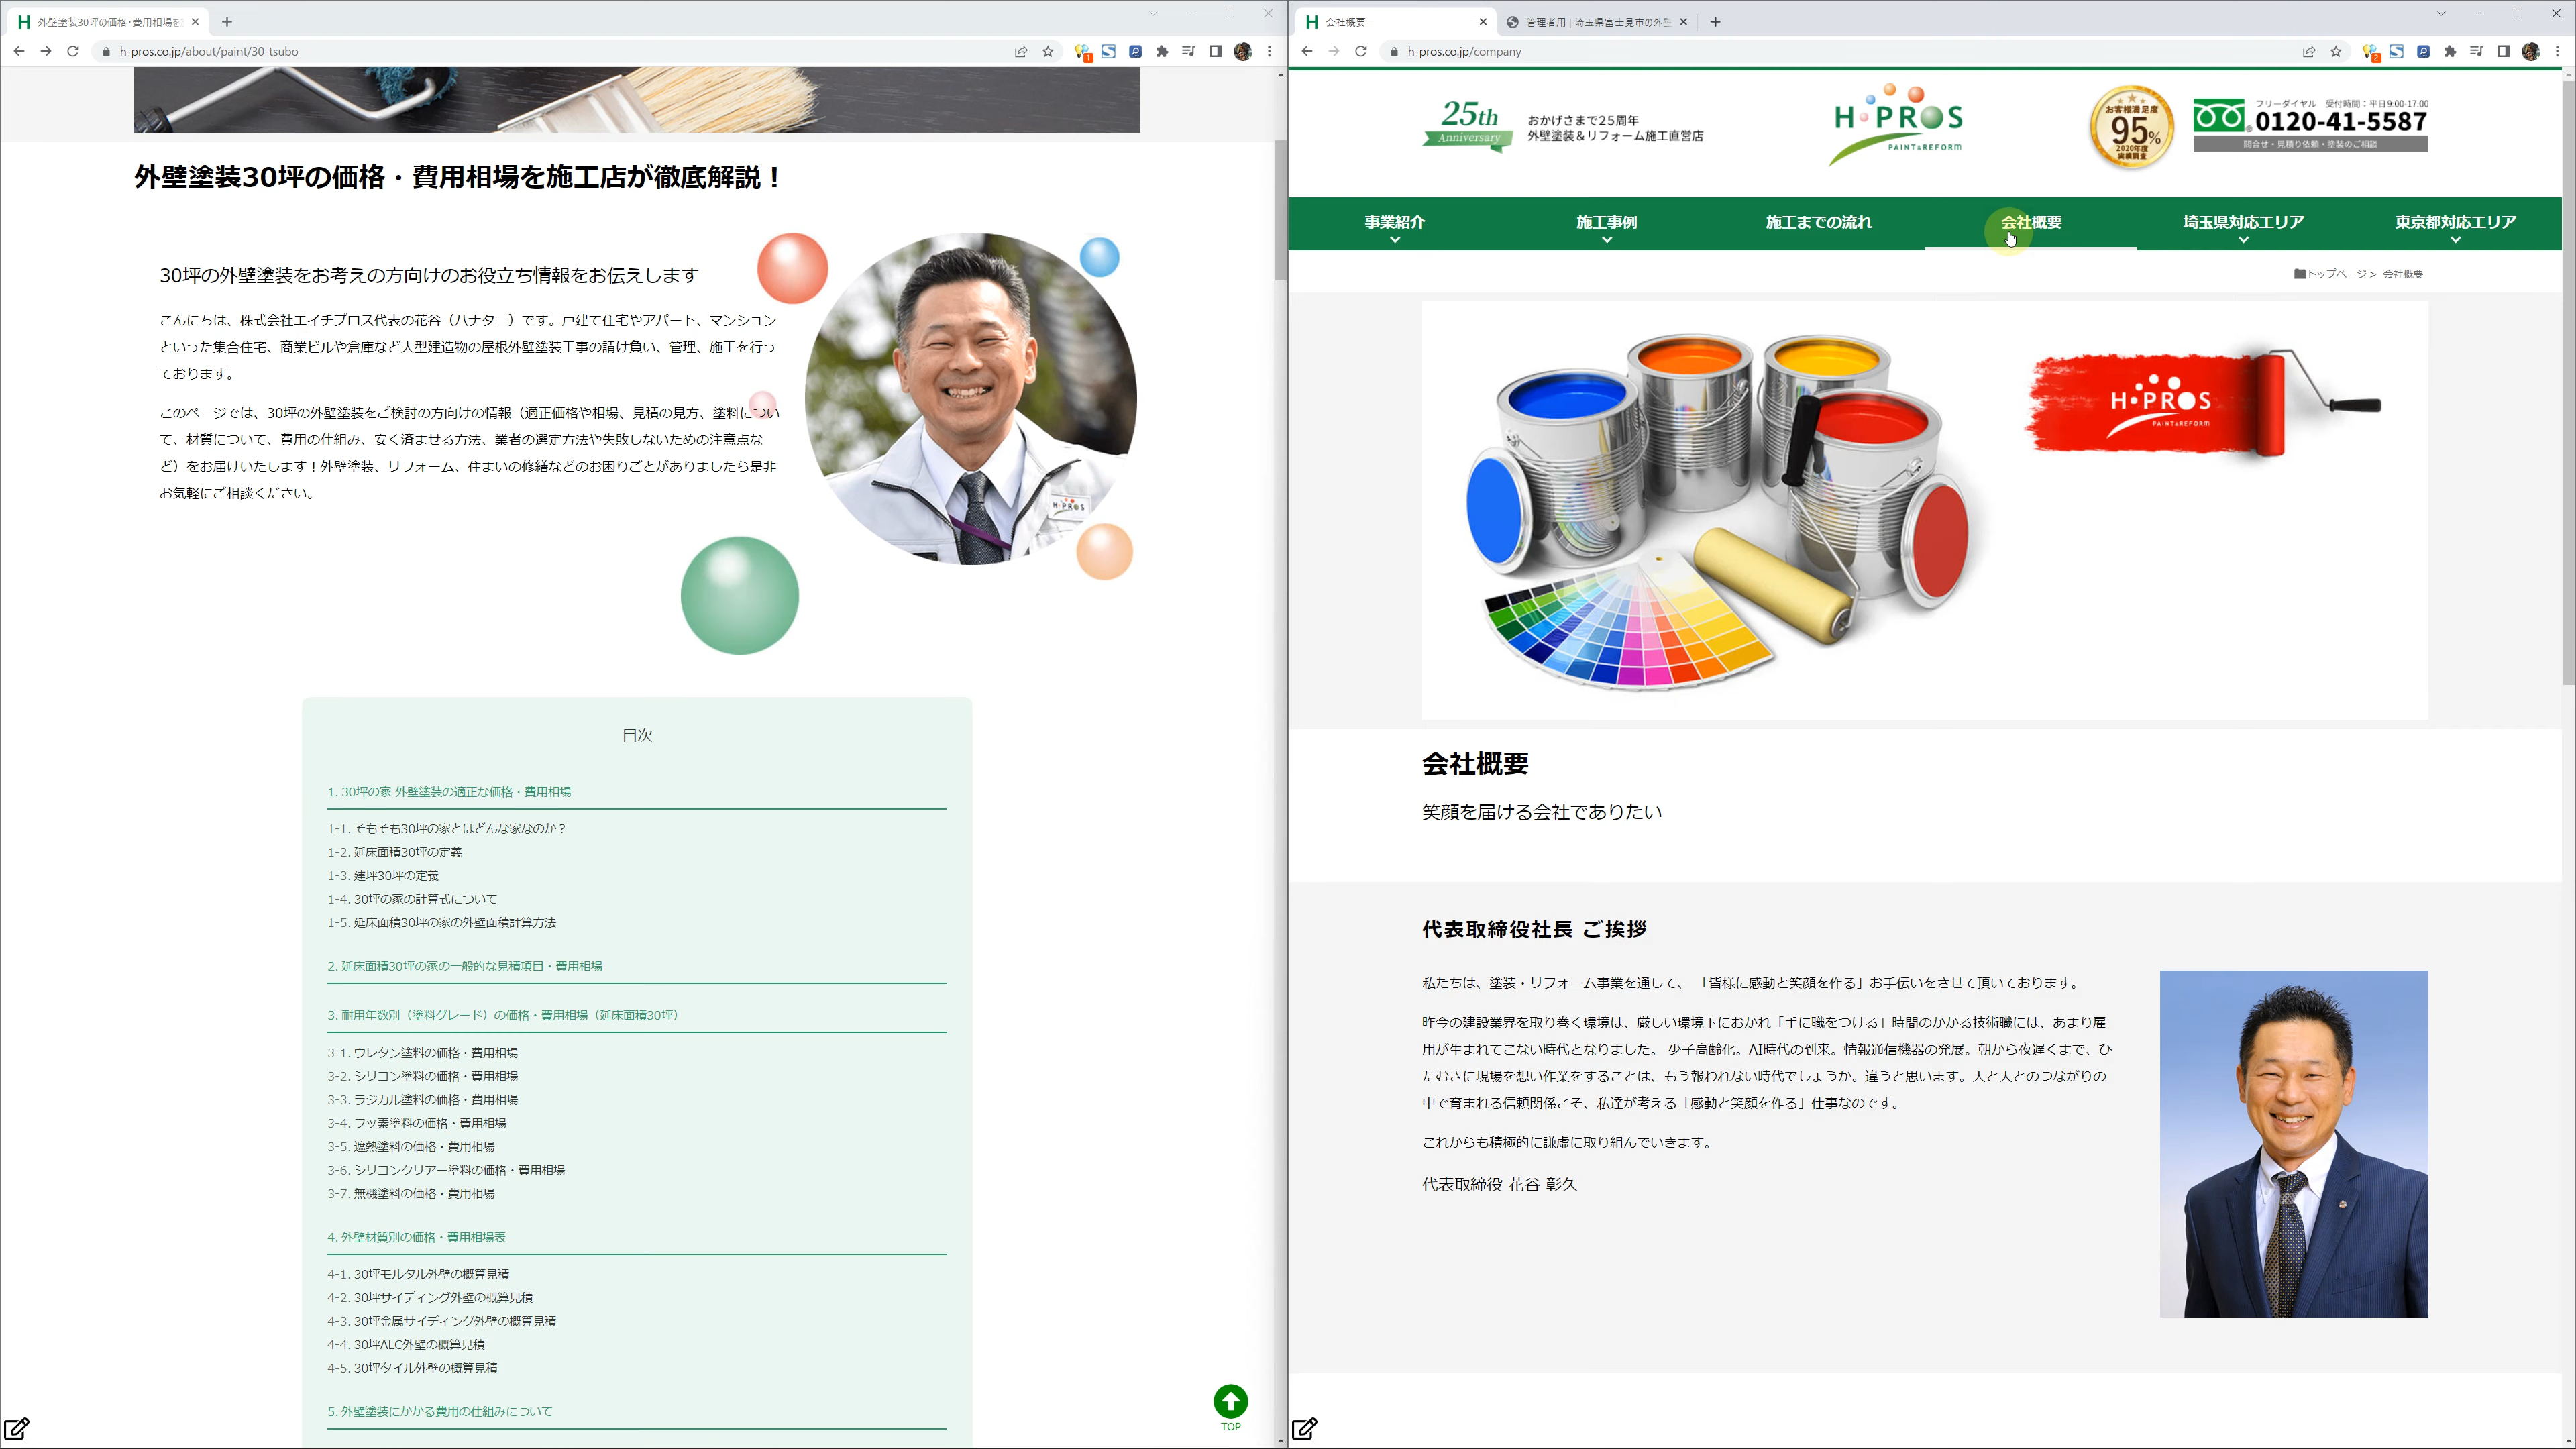 外壁塗装30坪の価格・費用相場を
h-pros.co.jp/about/paint/30-tsubo
1
外壁塗装30坪の価格・費用相場を施工店が徹底解説！
30坪の外壁塗装をお考えの方向けのお役立ち情報をお伝えします
こんにちは、株式会社エイチプロス代表の花谷（ハナタニ）です。戸建て住宅やアパート、マンション
といった集合住宅、商業ビルや倉庫など大型建造物の屋根外壁塗装工事の請け負い、管理、施工を行っ
ております。
このページでは、30坪の外壁塗装をご検討の方向けの情報（適正価格や相場、見積の見方、塗料につい
て、材質について、費用の仕組み、安く済ませる方法、業者の選定方法や失敗しないための注意点な
ど）をお届けいたします！外壁塗装、リフォーム、住まいの修繕などのお困りごとがありましたら是非
お気軽にご相談ください。
H・PROS
目次
1. 30坪の家 外壁塗装の適正な価格・費用相場
1-1. そもそも30坪の家とはどんな家なのか？
1-2. 延床面積30坪の定義
1-3. 建坪30坪の定義
1-4. 30坪の家の計算式について
1-5. 延床面積30坪の家の外壁面積計算方法
2. 延床面積30坪の家の一般的な見積項目・費用相場
3. 耐用年数別（塗料グレード）の価格・費用相場（延床面積30坪）
3-1. ウレタン塗料の価格・費用相場
3-2. シリコン塗料の価格・費用相場
3-3. ラジカル塗料の価格・費用相場
3-4. フッ素塗料の価格・費用相場
3-5. 遮熱塗料の価格・費用相場
3-6. シリコンクリアー塗料の価格・費用相場
3-7. 無機塗料の価格・費用相場
4. 外壁材質別の価格・費用相場表
4-1. 30坪モルタル外壁の概算見積
4-2. 30坪サイディング外壁の概算見積
4-3. 30坪金属サイディング外壁の概算見積
4-4. 30坪ALC外壁の概算見積
4-5. 30坪タイル外壁の概算見積
5. 外壁塗装にかかる費用の仕組みについて
TOP
会社概要
管理者用 | 埼玉県富士見市の外壁
h-pros.co.jp/company
2
25th
Anniversary
おかげさまで25周年
外壁塗装＆リフォーム施工直営店
H・PROS
PAINT&REFORM
お客様満足度
95%
2020年度
実績調査
フリーダイヤル 受付時間：平日9:00-17:00
0120-41-5587
問合せ・見積り依頼・塗装のご相談
事業紹介
施工事例
施工までの流れ
会社概要
埼玉県対応エリア
東京都対応エリア
トップページ > 会社概要
H・PROS
PAINT&REFORM
会社概要
笑顔を届ける会社でありたい
代表取締役社長 ご挨拶
私たちは、塗装・リフォーム事業を通して、 「皆様に感動と笑顔を作る」お手伝いをさせて頂いております。
昨今の建設業界を取り巻く環境は、厳しい環境下におかれ「手に職をつける」時間のかかる技術職には、あまり雇
用が生まれてこない時代となりました。 少子高齢化。AI時代の到来。情報通信機器の発展。朝から夜遅くまで、ひ
たむきに現場を想い作業をすることは、もう報われない時代でしょうか。違うと思います。人と人とのつながりの
中で育まれる信頼関係こそ、私達が考える「感動と笑顔を作る」仕事なのです。
これからも積極的に謙虚に取り組んでいきます。
代表取締役 花谷 彰久